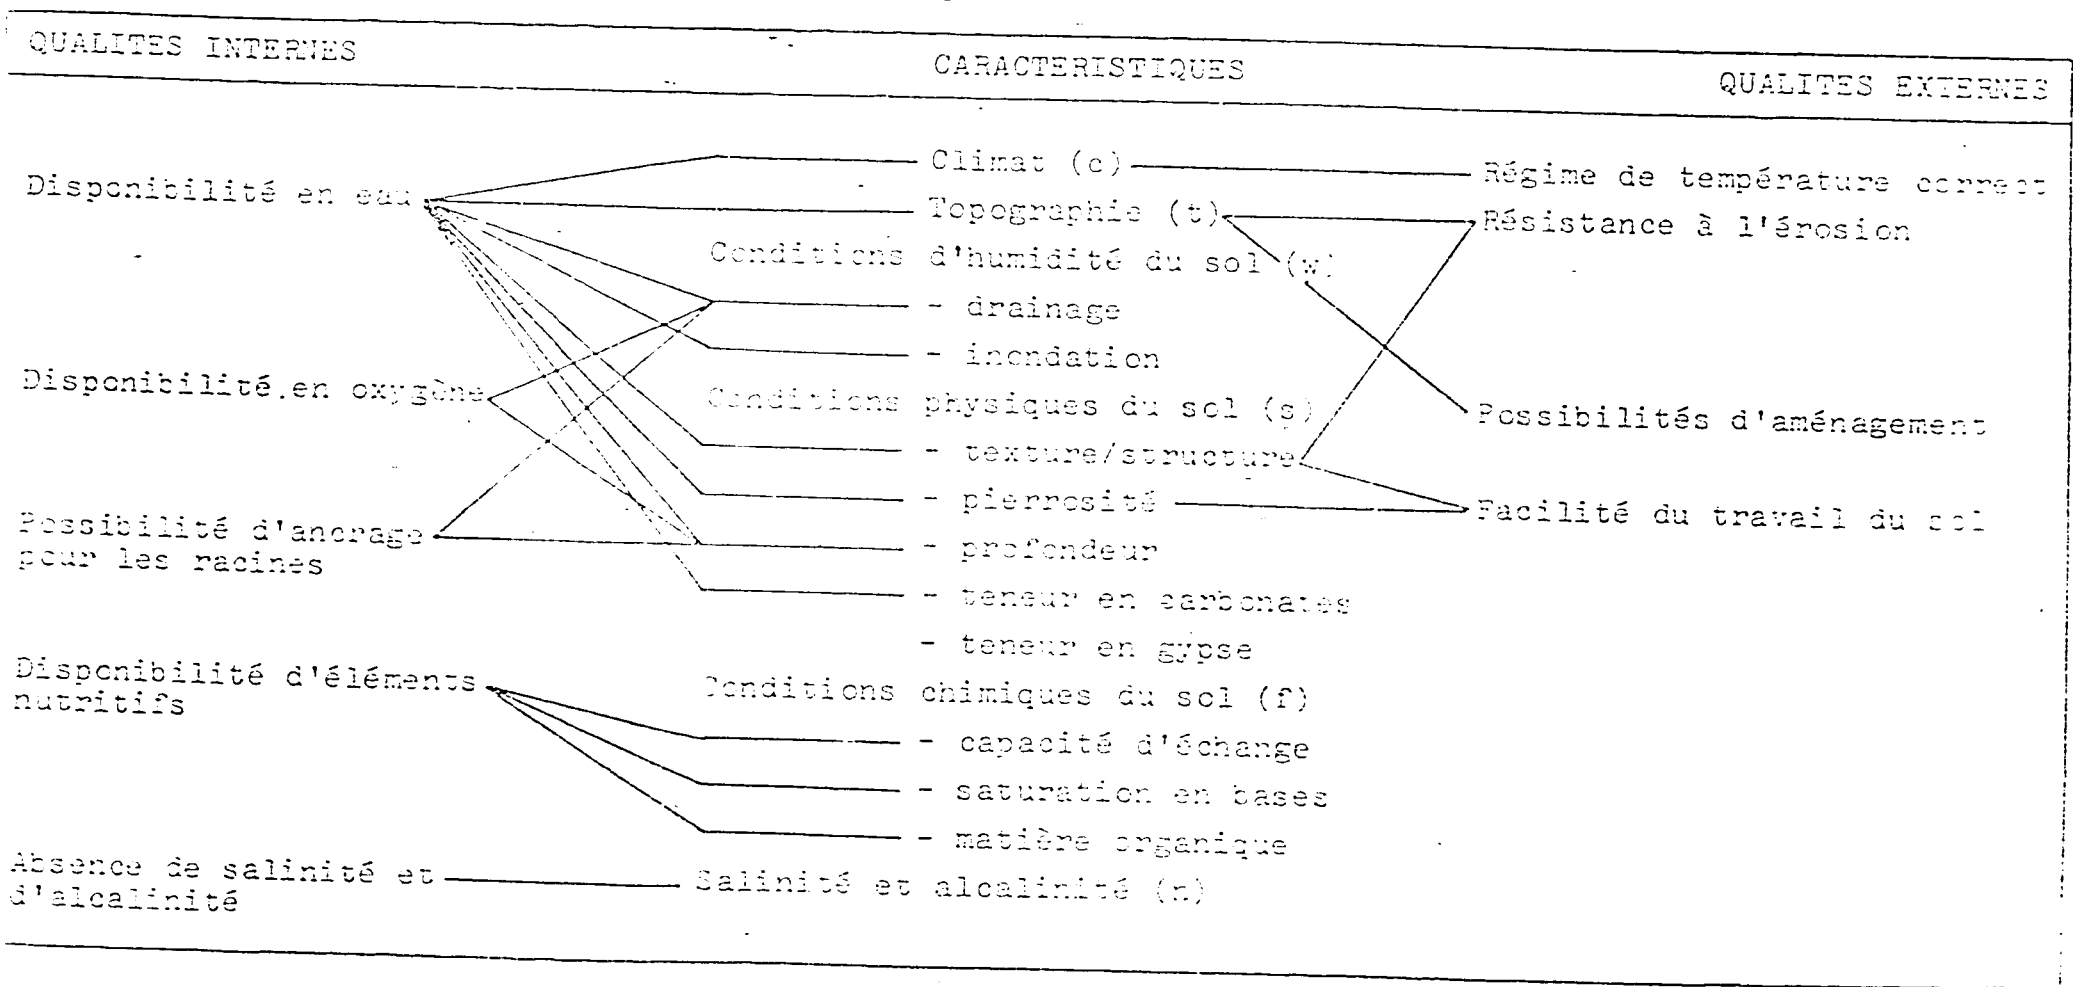 QUALITES INTERNES
CARACTERISTIQUES
QUALITES EXTERNES
Disponibilité en eau
Climat (c)
Régime de température correct
Topographie (t)
Résistance à l'érosion
Conditions d'humidité du sol (w)
- drainage
- inondation
Disponibilité en oxygène
Conditions physiques du sol (s)
Possibilités d'aménagement
- texture/structure
- pierrosité
Facilité du travail du sol
Possibilité d'ancrage
pour les racines
- profondeur
- teneur en carbonates
- teneur en gypse
Disponibilité d'éléments
nutritifs
Conditions chimiques du sol (f)
- capacité d'échange
- saturation en bases
- matière organique
Absence de salinité et
d'alcalinité
Salinité et alcalinité (n)